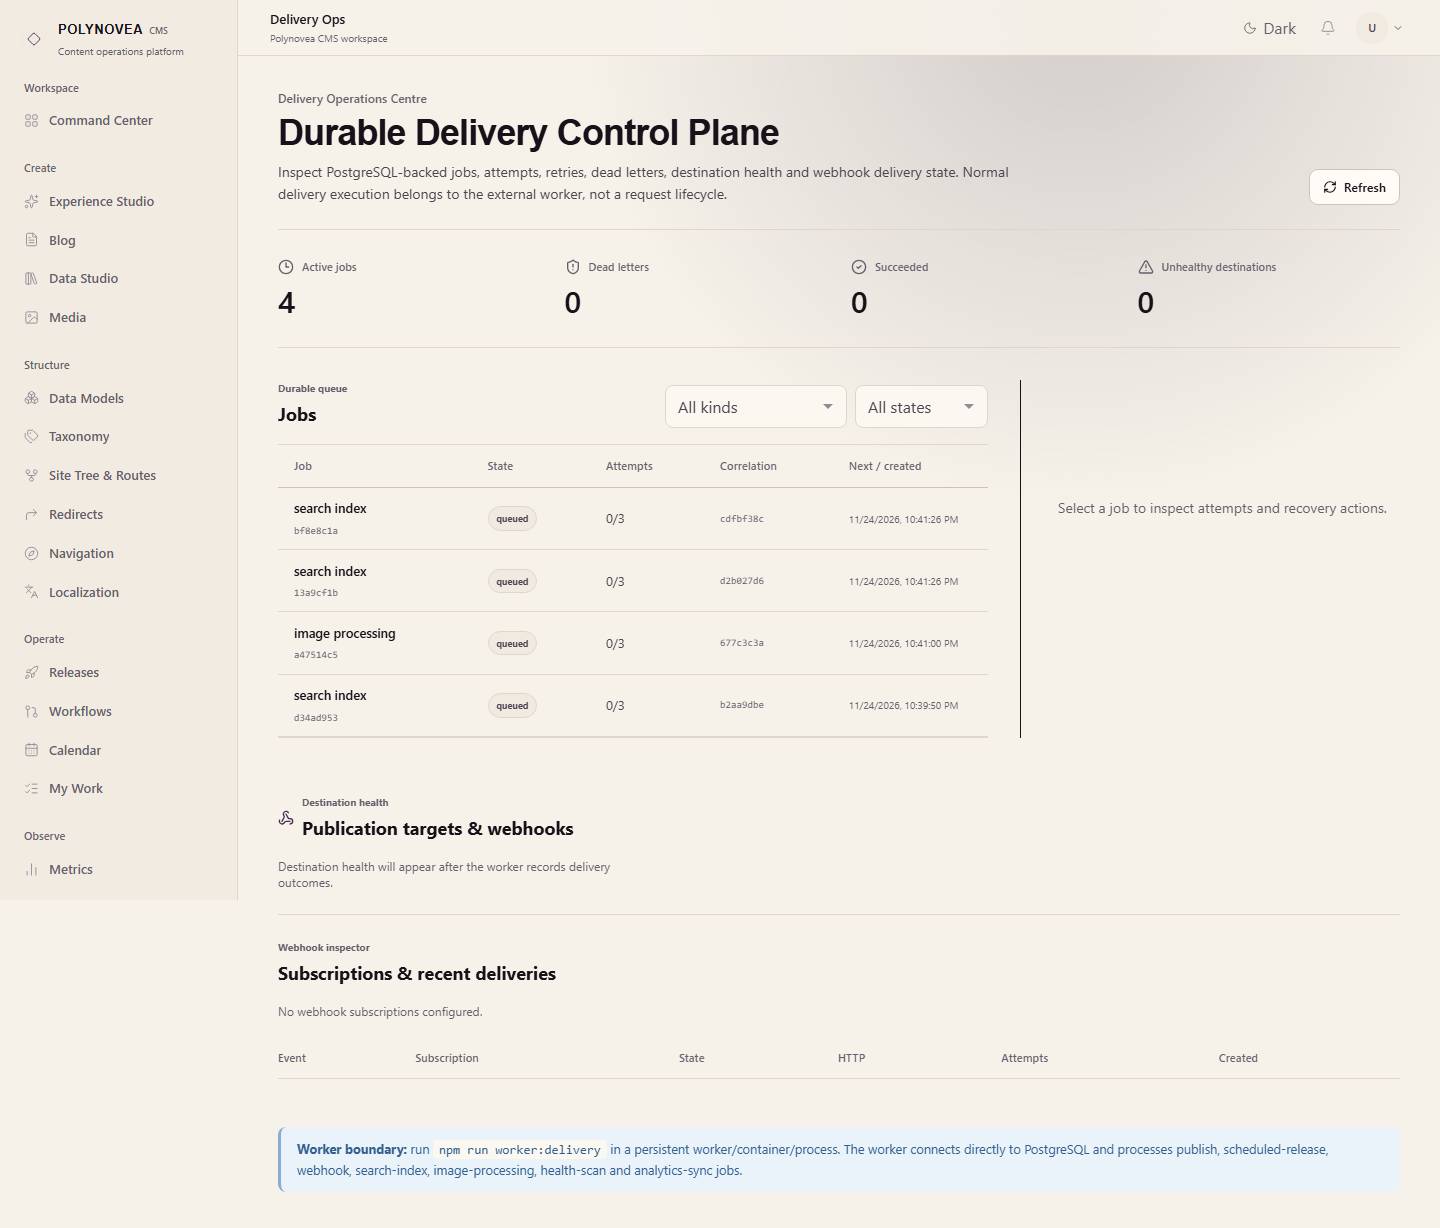 POLYNOVEA CMS
Content operations platform
Workspace
Command Center
Create
Experience Studio
Blog
Data Studio
Media
Structure
Data Models
Taxonomy
Site Tree & Routes
Redirects
Navigation
Localization
Operate
Releases
Workflows
Calendar
My Work
Observe
Metrics
Delivery Ops
Polynovea CMS workspace
Dark
U
Delivery Operations Centre
Durable Delivery Control Plane
Inspect PostgreSQL-backed jobs, attempts, retries, dead letters, destination health and webhook delivery state. Normal
delivery execution belongs to the external worker, not a request lifecycle.
Refresh
Active jobs
4
Dead letters
0
Succeeded
0
Unhealthy destinations
0
Durable queue
Jobs
All kinds
All states
Job State Attempts Correlation Next / created
search index
bf8e8c1a
queued 0/3 cdfbf38c 11/24/2026, 10:41:26 PM
search index
13a9cf1b
queued 0/3 d2b027d6 11/24/2026, 10:41:26 PM
image processing
a47514c5
queued 0/3 677c3c3a 11/24/2026, 10:41:00 PM
search index
d34ad953
queued 0/3 b2aa9dbe 11/24/2026, 10:39:50 PM
Select a job to inspect attempts and recovery actions.
Destination health
Publication targets & webhooks
Destination health will appear after the worker records delivery
outcomes.
Webhook inspector
Subscriptions & recent deliveries
No webhook subscriptions configured.
Event Subscription State HTTP Attempts Created
Worker boundary: run npm run worker:delivery in a persistent worker/container/process. The worker connects directly to PostgreSQL and processes publish, scheduled-release,
webhook, search-index, image-processing, health-scan and analytics-sync jobs.